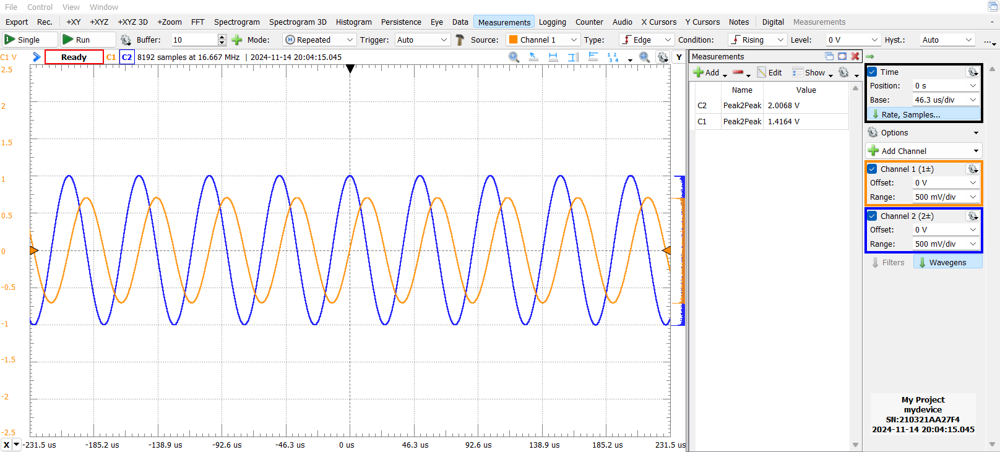 File Control View Window
Export Rec. +XY +XYZ +XYZ 3D +Zoom FFT Spectrogram Spectrogram 3D Histogram Persistence Eye Data Measurements Logging Counter Audio X Cursors Y Cursors Notes Digital Measurements -
1 Single Run Buffer: 10 Mode: Repeated Trigger: Auto Source: Channel 1 Type: Edge Condition: Rising Level: 0 V Hyst.: Auto ...
C1 V Ready C1 C2 8192 samples at 16.667 MHz | 2024-11-14 20:04:15.045 1 2 3 4 Y
2.5
2
1.5
1
0.5
0
-0.5
-1
-1.5
-2
-2.5
X -231.5 us -185.2 us -138.9 us -92.6 us -46.3 us 0 us 46.3 us 92.6 us 138.9 us 185.2 us 231.5 us
Measurements
Add Edit Show
Name Value
C2 Peak2Peak 2.0068 V
C1 Peak2Peak 1.4164 V
Time
Position: 0 s
Base: 46.3 us/div
Rate, Samples...
Options
Add Channel
Channel 1 (1±)
Offset: 0 V
Range: 500 mV/div
Channel 2 (2±)
Offset: 0 V
Range: 500 mV/div
Filters Wavegens
My Project
mydevice
SN:210321AA27F4
2024-11-14 20:04:15.045